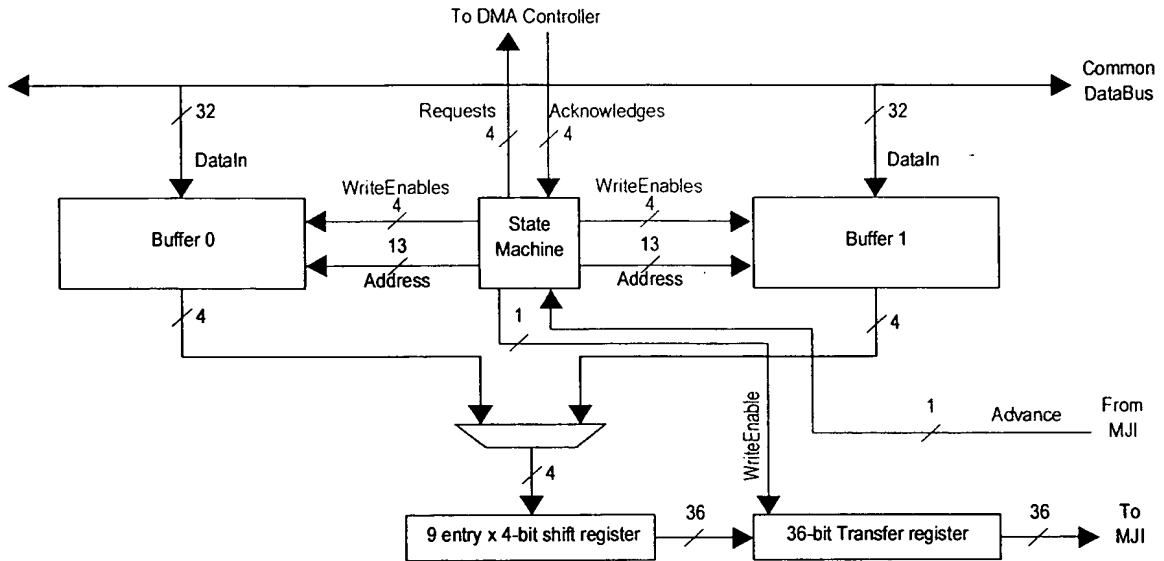 To DMA Controller
Common
DataBus
32
Requests
4
Acknowledges
4
32
DataIn
DataIn
WriteEnables
4
WriteEnables
4
Buffer 0
State
Machine
Buffer 1
13
Address
13
Address
4
1
4
WriteEnable
1
Advance
From
MJI
4
9 entry x 4-bit shift register
36
36-bit Transfer register
36
To
MJI